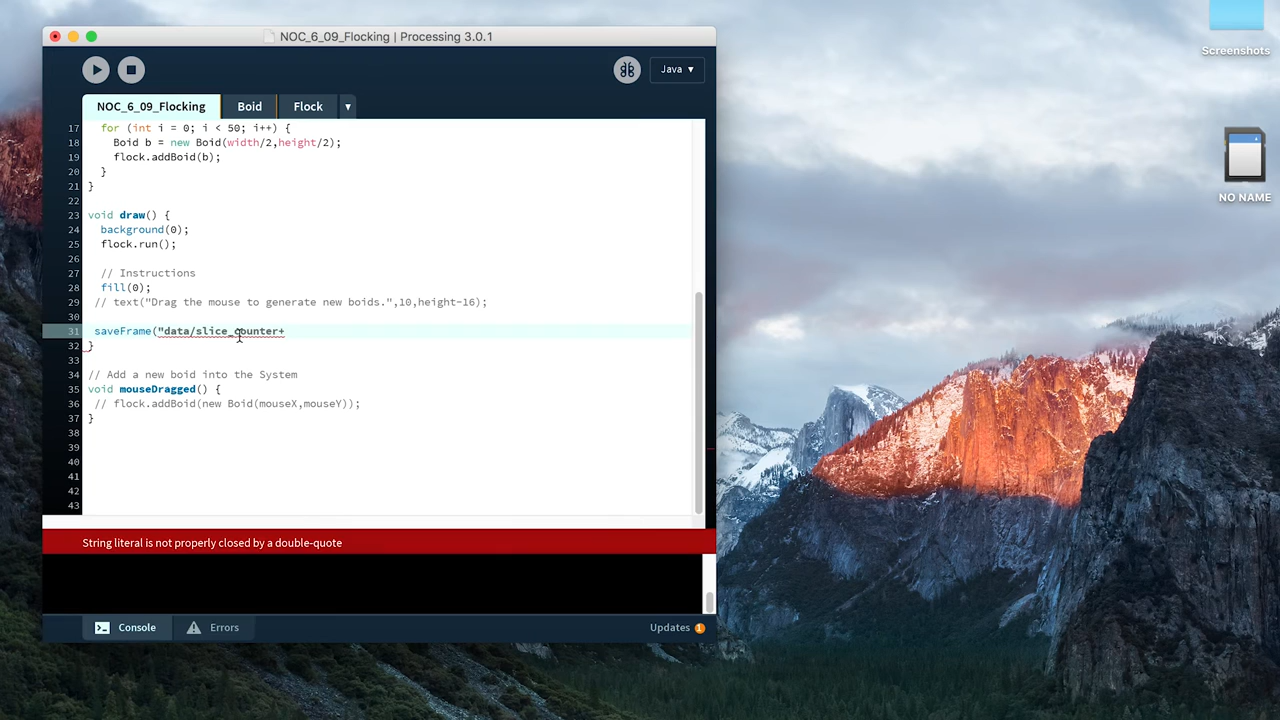 NOC_6_09_Flocking | Processing 3.0.1
Screenshots
Java ▾
NOC_6_09_Flocking Boid Flock ▾
17 for (int i = 0; i < 50; i++) {
18 Boid b = new Boid(width/2,height/2);
19 flock.addBoid(b);
20 }
21 }
22
23 void draw() {
24 background(0);
25 flock.run();
26
27 // Instructions
28 fill(0);
29 // text("Drag the mouse to generate new boids.",10,height-16);
30
31 saveFrame("data/slice_counter+
32 }
33
34 // Add a new boid into the System
35 void mouseDragged() {
36 // flock.addBoid(new Boid(mouseX,mouseY));
37 }
38
39
40
41
42
43
NO NAME
String literal is not properly closed by a double-quote
Console Errors Updates 1